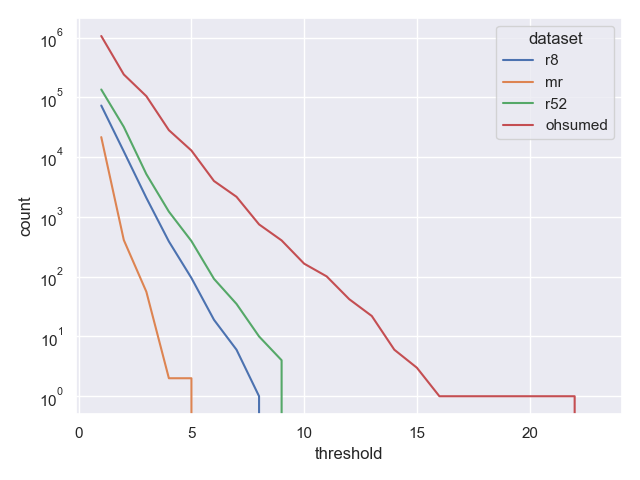 dataset
r8
mr
r52
ohsumed
10^6
10^5
10^4
10^3
10^2
10^1
10^0
count
0 5 10 15 20
threshold